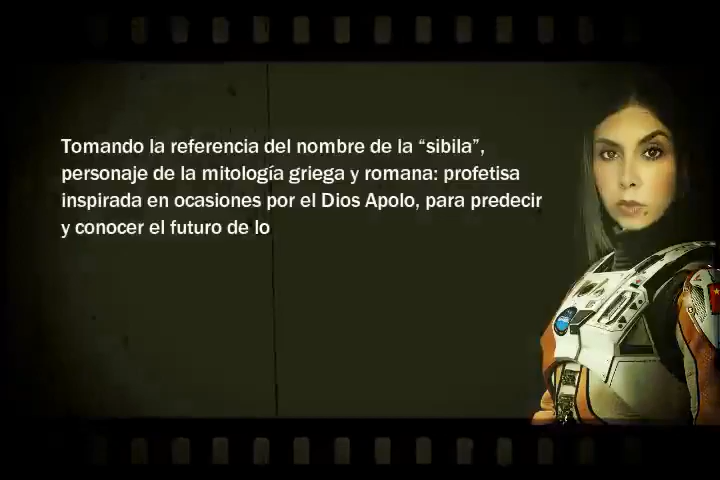 Tomando la referencia del nombre de la “sibila”,
personaje de la mitología griega y romana: profetisa
inspirada en ocasiones por el Dios Apolo, para predecir
y conocer el futuro de lo